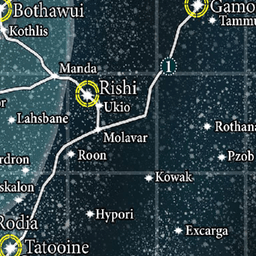 Bothawui
Gamo
Tammu
Kothlis
Manda
1
Rishi
Ukio
or
Lahsbane
Molavar
Rothana
Roon
Pzob
rdron
Kowak
skalon
Hypori
Rodia
Excarga
Tatooine